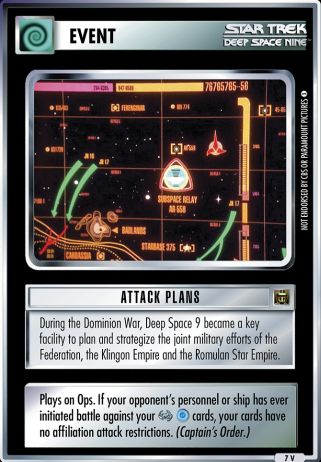 EVENT
STAR TREK
DEEP SPACE NINE
76765765-58
FERENGINAR
SUBSPACE RELAY
AR-558
BADLANDS
STARBASE 375
CARDASSIA
NOT ENDORSED BY CBS OR PARAMOUNT PICTURES
ATTACK PLANS
During the Dominion War, Deep Space 9 became a key
facility to plan and strategize the joint military efforts of the
Federation, the Klingon Empire and the Romulan Star Empire.
Plays on Ops. If your opponent's personnel or ship has ever
initiated battle against your cards, your cards have
no affiliation attack restrictions. (Captain's Order.)
7 V